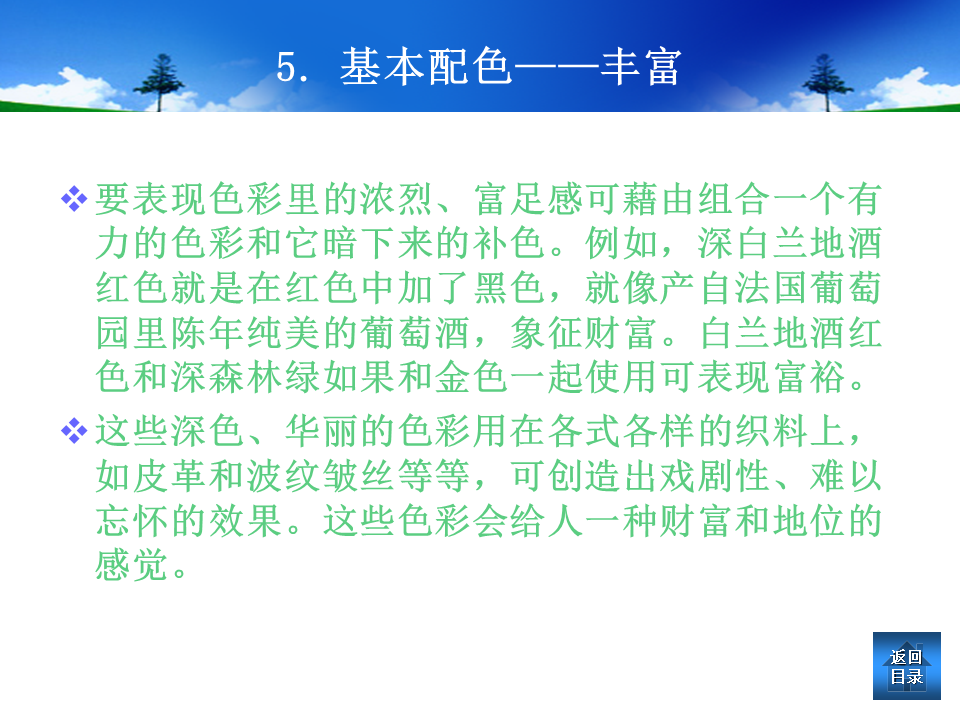 5. 基本配色——丰富
要表现色彩里的浓烈、富足感可藉由组合一个有
力的色彩和它暗下来的补色。例如，深白兰地酒
红色就是在红色中加了黑色，就像产自法国葡萄
园里陈年纯美的葡萄酒，象征财富。白兰地酒红
色和深森林绿如果和金色一起使用可表现富裕。
这些深色、华丽的色彩用在各式各样的织料上，
如皮革和波纹皱丝等等，可创造出戏剧性、难以
忘怀的效果。这些色彩会给人一种财富和地位的
感觉。
返回
目录